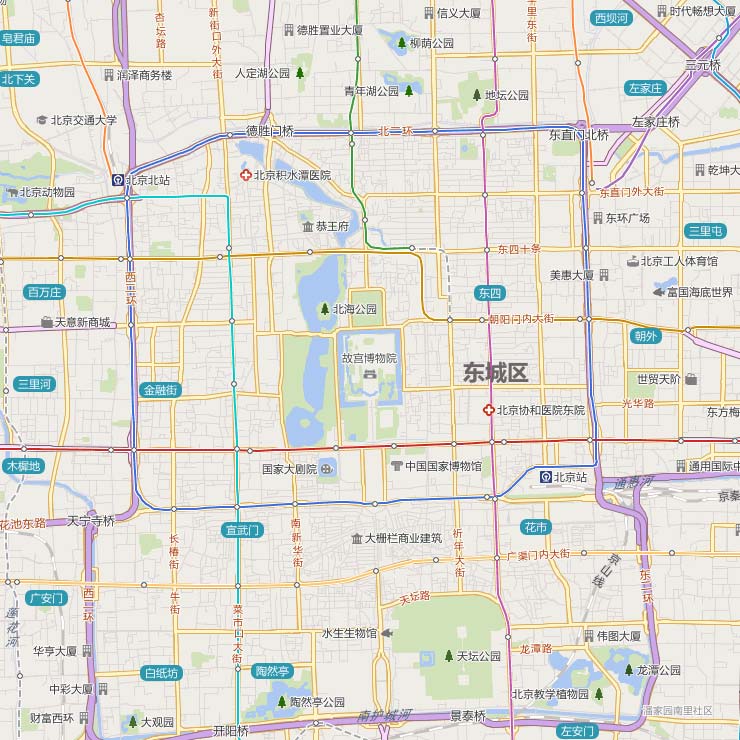 信义大厦
时代畅想大厦
西坝河
杏坛路
新街口外大街
德胜置业大厦
柳荫公园
皂君庙
三元桥
人定湖公园
润泽商务楼
北下关
青年湖公园
地坛公园
左家庄
北京交通大学
左家庄桥
德胜门桥
北二环
东直门北桥
乾坤大
北京积水潭医院
北京北站
北京动物园
东直门外大街
东环广场
恭王府
三里屯
东四十条
北京工人体育馆
美惠大厦
西二环
百万庄
东四
富国海底世界
北海公园
天意新商城
朝阳门内大街
朝外
故宫博物院
东城区
世贸天阶
三里河
金融街
光华路
东方梅
北京协和医院东院
木樨地
国家大剧院
中国国家博物馆
通用国际中
北京站
通惠河
京秦
花池东路
天宁寺桥
宣武门
南新华街
大栅栏商业建筑
祈年大街
花市
长椿街
广渠门内大街
京山线
东二环
广安门
西二环
牛街
莲花河
菜市口大街
天坛路
水生生物馆
伟图大厦
华亨大厦
龙潭路
天坛公园
龙潭公园
白纸坊
陶然亭
中彩大厦
北京教学植物园
陶然亭公园
潘家园南里社区
财富西环
大观园
南护城河
景泰桥
开阳桥
左安门